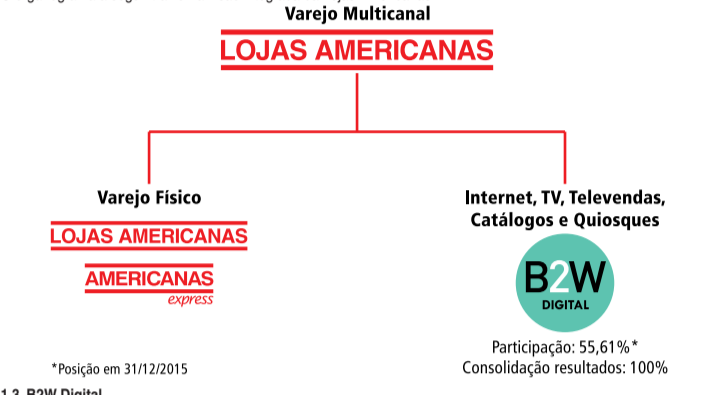 Varejo Multicanal
LOJAS AMERICANAS
Varejo Físico
LOJAS AMERICANAS
AMERICANAS
express
Internet, TV, Televendas,
Catálogos e Quiosques
B2W
DIGITAL
Participação: 55,61%*
Consolidação resultados: 100%
*Posição em 31/12/2015
1.3 B2W Digital